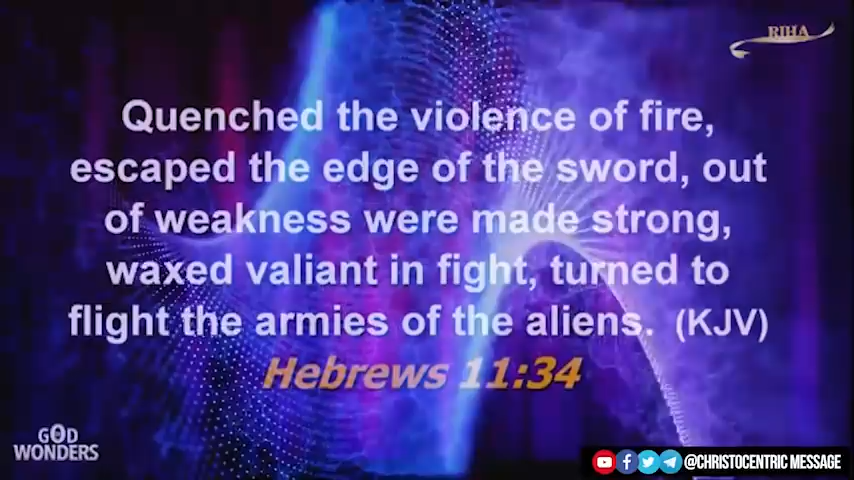 RIHA
Quenched the violence of fire,
escaped the edge of the sword, out
of weakness were made strong,
waxed valiant in fight, turned to
flight the armies of the aliens. (KJV)
Hebrews 11:34
GOD
WONDERS
@CHRISTOCENTRIC MESSAGE